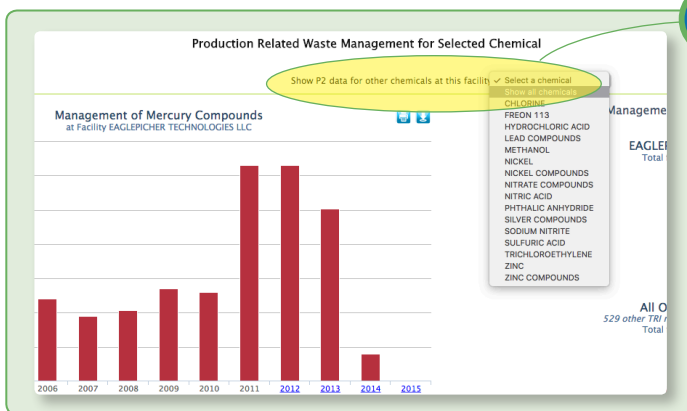 Production Related Waste Management for Selected Chemical
Show P2 data for other chemicals at this facility
✓ Select a chemical
Show all chemicals
CHLORINE
FREON 113
HYDROCHLORIC ACID
LEAD COMPOUNDS
METHANOL
NICKEL
NICKEL COMPOUNDS
NITRATE COMPOUNDS
NITRIC ACID
PHTHALIC ANHYDRIDE
SILVER COMPOUNDS
SODIUM NITRITE
SULFURIC ACID
TRICHLOROETHYLENE
ZINC
ZINC COMPOUNDS
Management of Mercury Compounds
at Facility EAGLEPICHER TECHNOLOGIES LLC
2006 2007 2008 2009 2010 2011 2012 2013 2014 2015
Manageme
EAGLEF
Total
All O
529 other TRI
Total